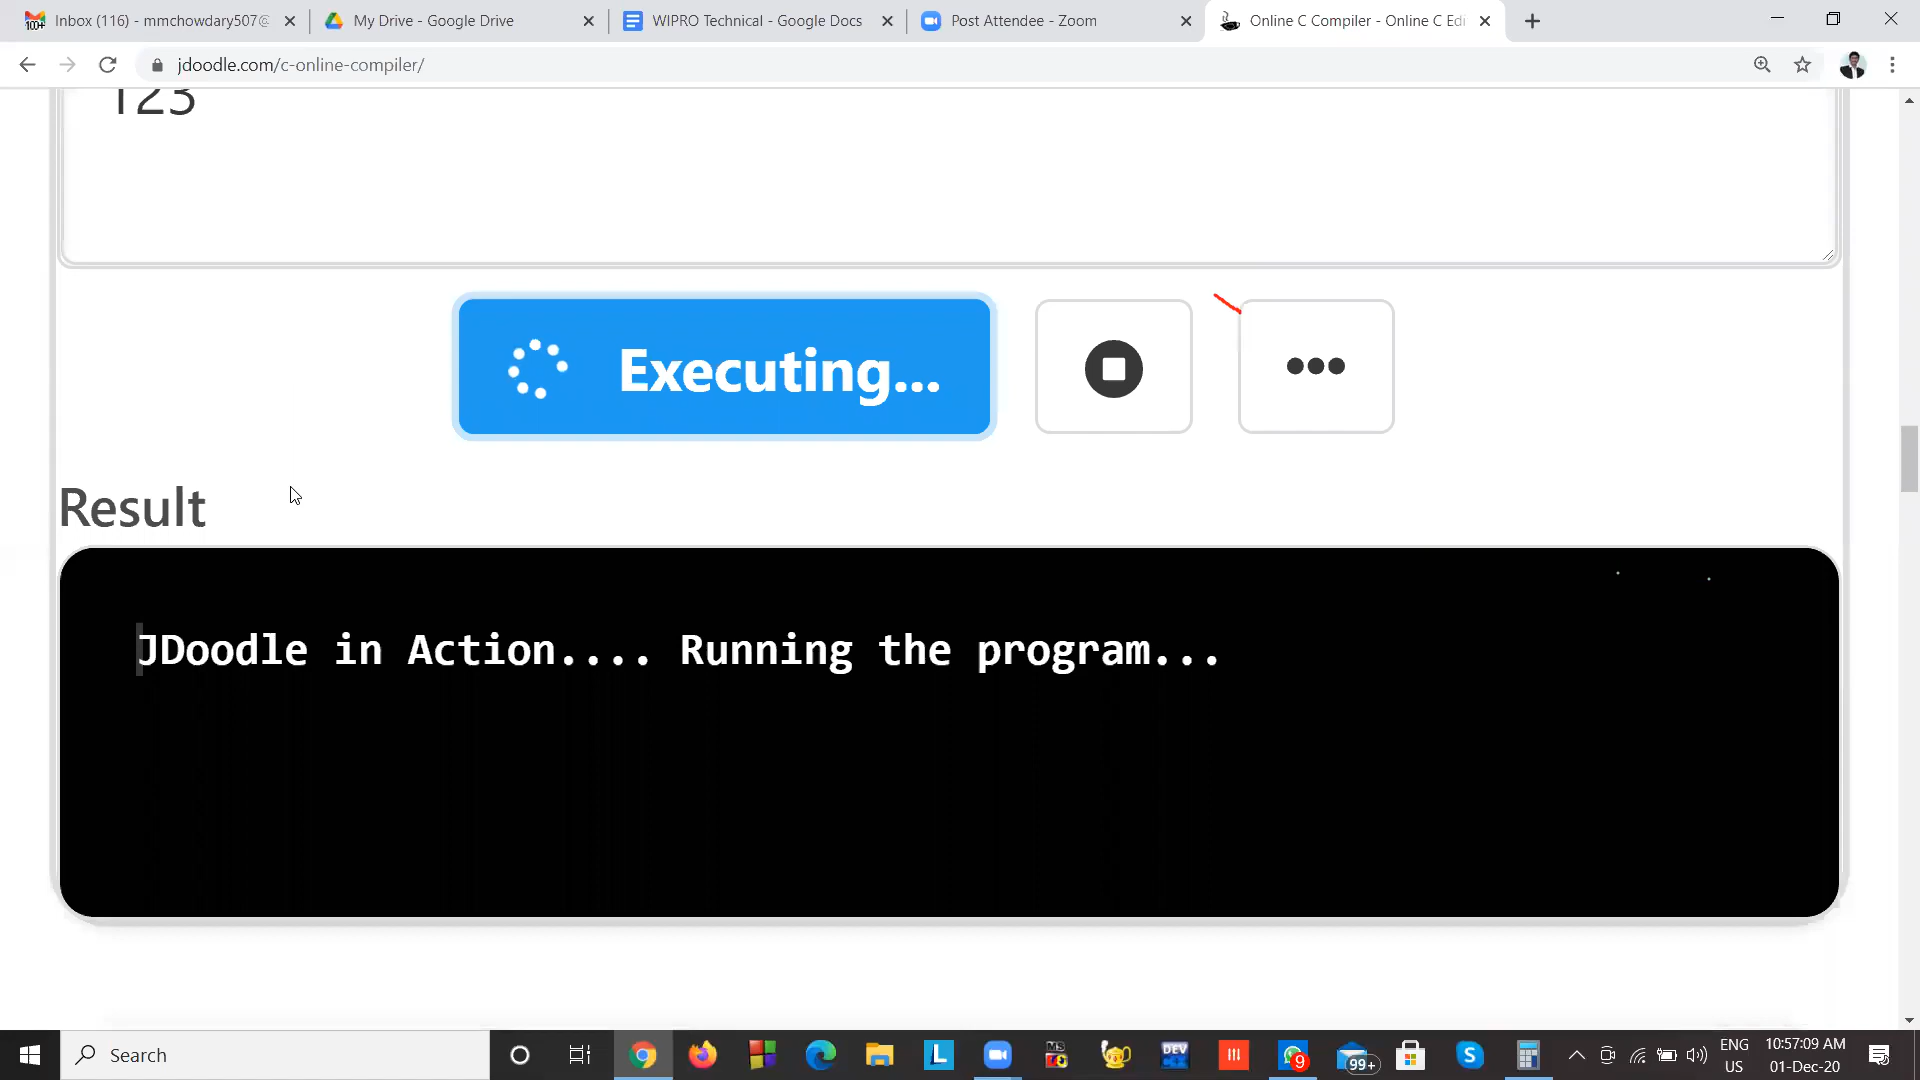 Inbox (116) - mmchowdary507@
My Drive - Google Drive
WIPRO Technical - Google Docs
Post Attendee - Zoom
Online C Compiler - Online C Edi
jdoodle.com/c-online-compiler/
123
Executing...
Result
JDoodle in Action.... Running the program...
Search
L
DEV
9
99+
ENG
US
10:57:09 AM
01-Dec-20